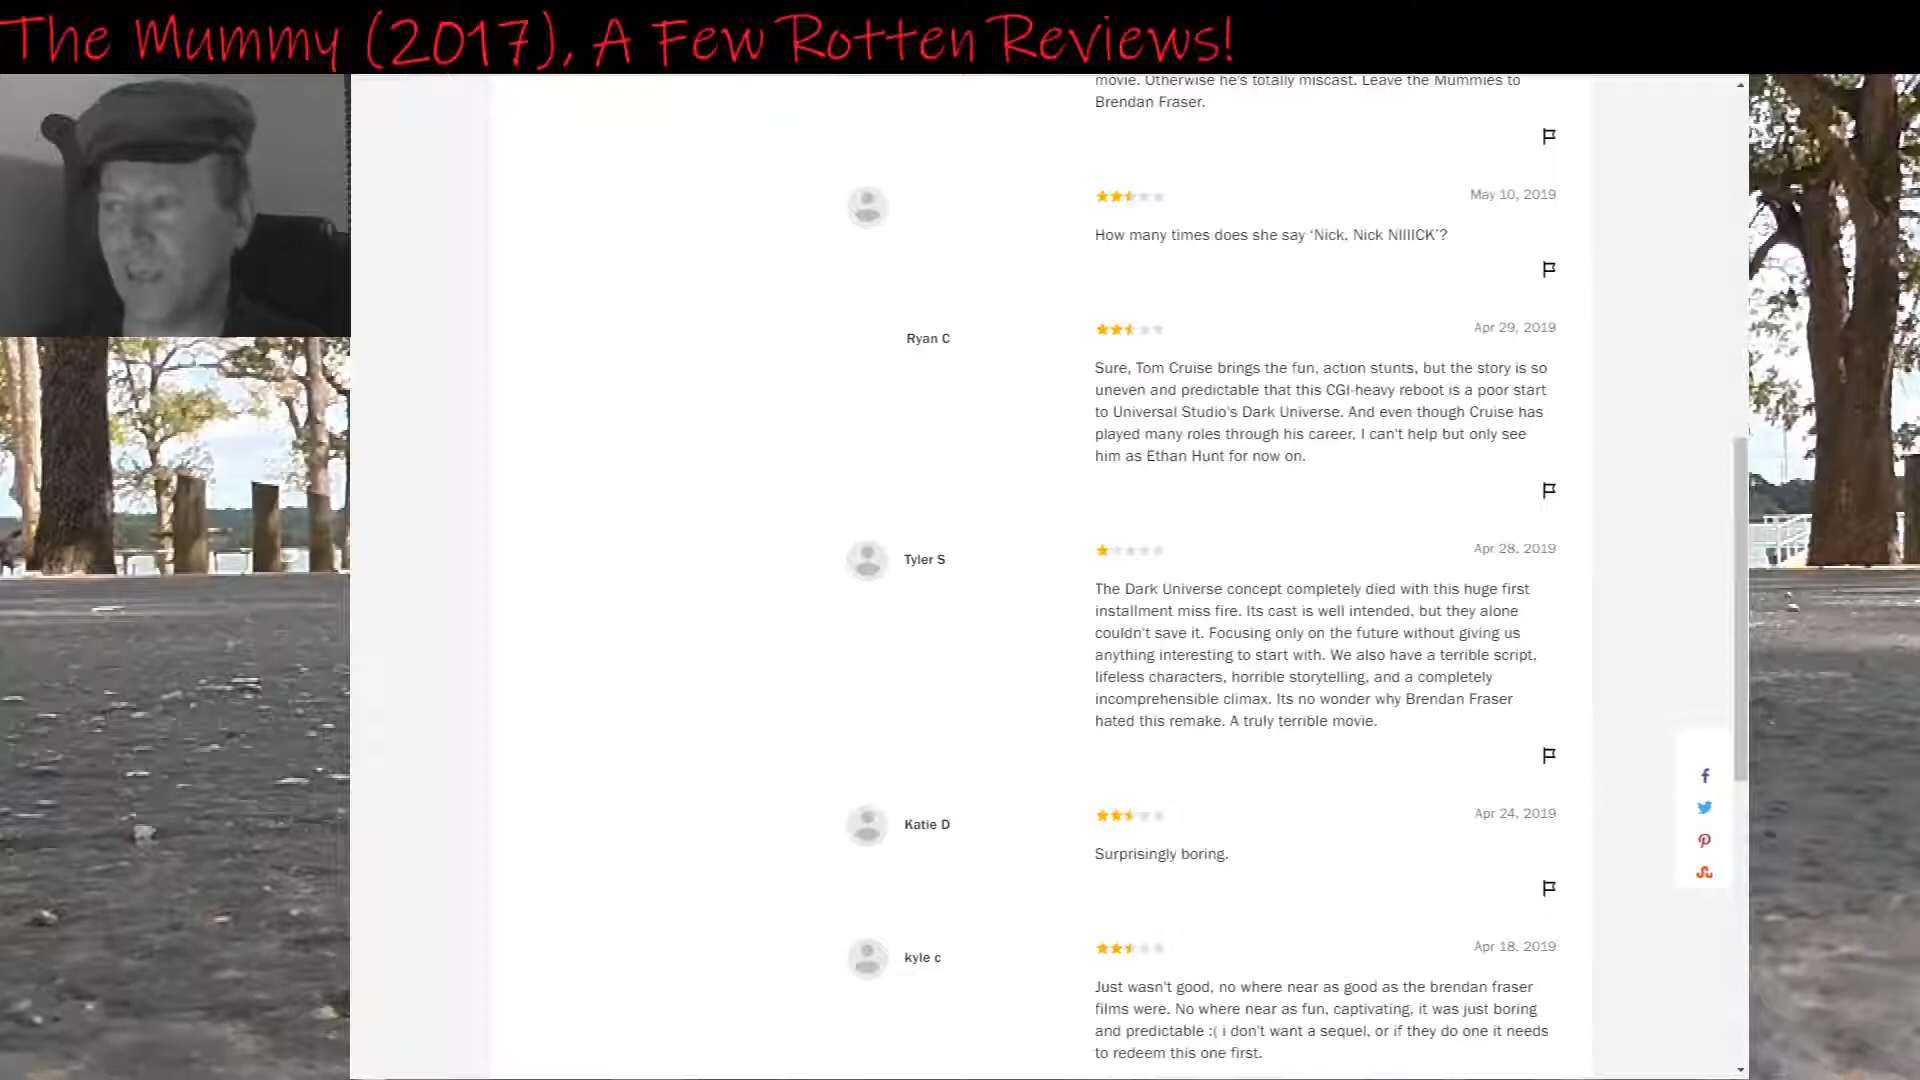 The Mummy (2017), A Few Rotten Reviews!
movie. Otherwise he's totally miscast. Leave the Mummies to
Brendan Fraser.
May 10, 2019
How many times does she say ‘Nick, Nick NIIIICK’?
Ryan C
Apr 29, 2019
Sure, Tom Cruise brings the fun, action stunts, but the story is so
uneven and predictable that this CGI-heavy reboot is a poor start
to Universal Studio's Dark Universe. And even though Cruise has
played many roles through his career, I can't help but only see
him as Ethan Hunt for now on.
Tyler S
Apr 28, 2019
The Dark Universe concept completely died with this huge first
installment miss fire. Its cast is well intended, but they alone
couldn't save it. Focusing only on the future without giving us
anything interesting to start with. We also have a terrible script,
lifeless characters, horrible storytelling, and a completely
incomprehensible climax. Its no wonder why Brendan Fraser
hated this remake. A truly terrible movie.
Katie D
Apr 24, 2019
Surprisingly boring.
kyle c
Apr 18, 2019
Just wasn't good, no where near as good as the brendan fraser
films were. No where near as fun, captivating, it was just boring
and predictable :( i don't want a sequel, or if they do one it needs
to redeem this one first.